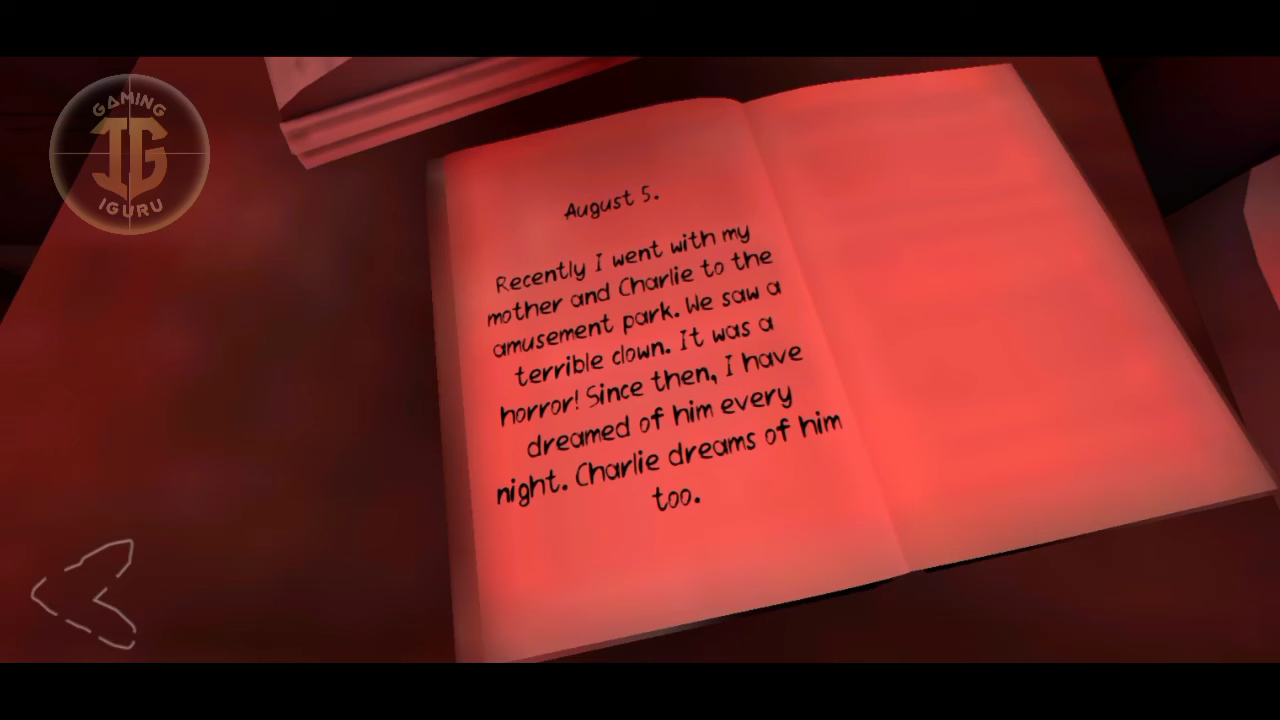 GAMING
IG
IGURU
August 5.
Recently I went with my
mother and Charlie to the
amusement park. We saw a
terrible clown. It was a
horror! Since then, I have
dreamed of him every
night. Charlie dreams of him
too.